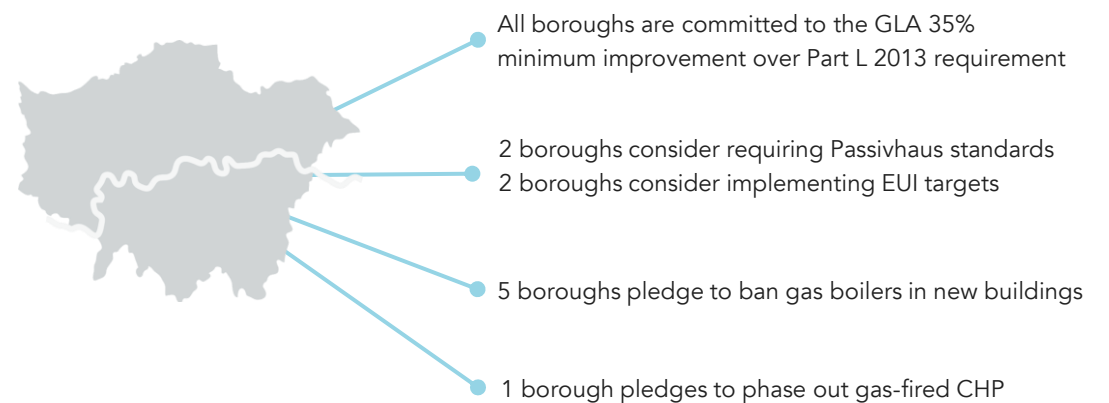 All boroughs are committed to the GLA 35%
minimum improvement over Part L 2013 requirement
2 boroughs consider requiring Passivhaus standards
2 boroughs consider implementing EUI targets
5 boroughs pledge to ban gas boilers in new buildings
1 borough pledges to phase out gas-fired CHP